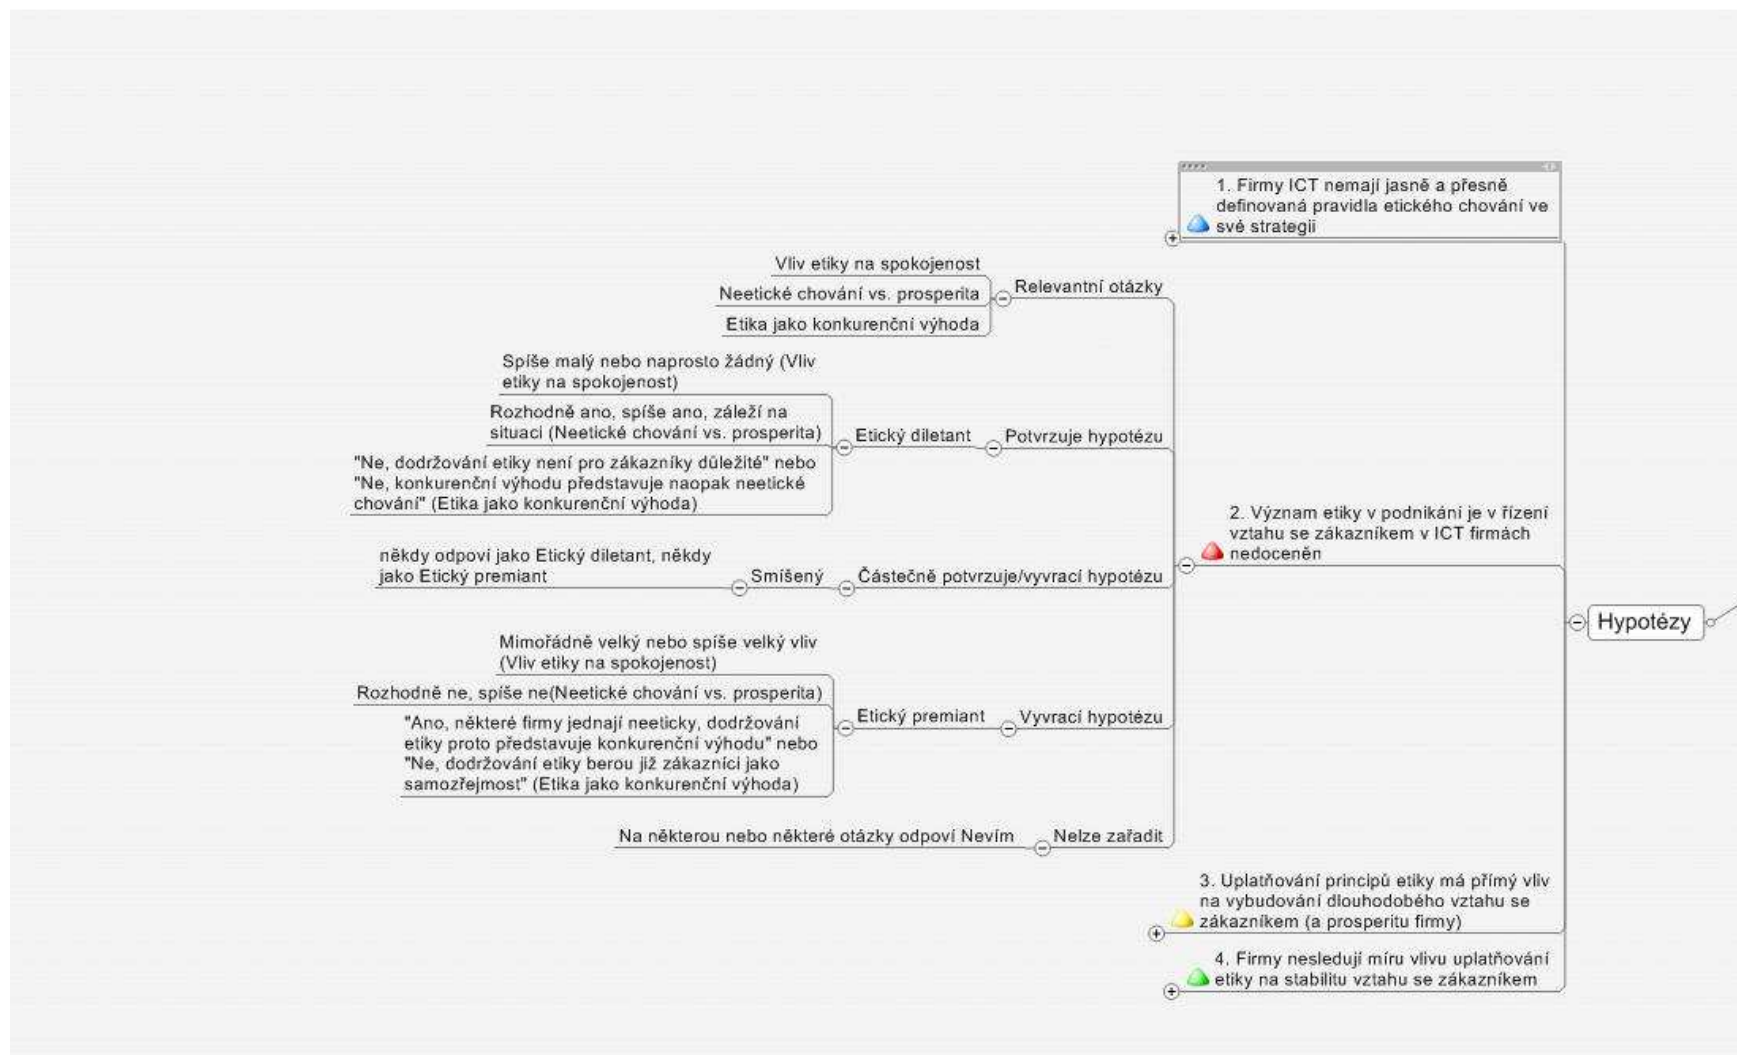 1. Firmy ICT nemají jasně a přesně
definovaná pravidla etického chování ve
své strategii
Vliv etiky na spokojenost
Neetické chování vs. prosperita
Etika jako konkurenční výhoda
Relevantní otázky
Spíše malý nebo naprosto žádný (Vliv
etiky na spokojenost)
Rozhodně ano, spíše ano, záleží na
situaci (Neetické chování vs. prosperita)
"Ne, dodržování etiky není pro zákazníky důležité" nebo
"Ne, konkurenční výhodu představuje naopak neetické
chování" (Etika jako konkurenční výhoda)
Etický diletant
Potvrzuje hypotézu
2. Význam etiky v podnikání je v řízení
vztahu se zákazníkem v ICT firmách
nedoceněn
někdy odpoví jako Etický diletant, někdy
jako Etický premiant
Smíšený
Částečně potvrzuje/vyvrací hypotézu
Hypotézy
Mimořádně velký nebo spíše velký vliv
(Vliv etiky na spokojenost)
Rozhodně ne, spíše ne(Neetické chování vs. prosperita)
"Ano, některé firmy jednají neeticky, dodržování
etiky proto představuje konkurenční výhodu" nebo
"Ne, dodržování etiky berou již zákazníci jako
samozřejmost" (Etika jako konkurenční výhoda)
Etický premiant
Vyvrací hypotézu
Na některou nebo některé otázky odpoví Nevím
Nelze zařadit
3. Uplatňování principů etiky má přímý vliv
na vybudování dlouhodobého vztahu se
zákazníkem (a prosperitu firmy)
4. Firmy nesledují míru vlivu uplatňování
etiky na stabilitu vztahu se zákazníkem